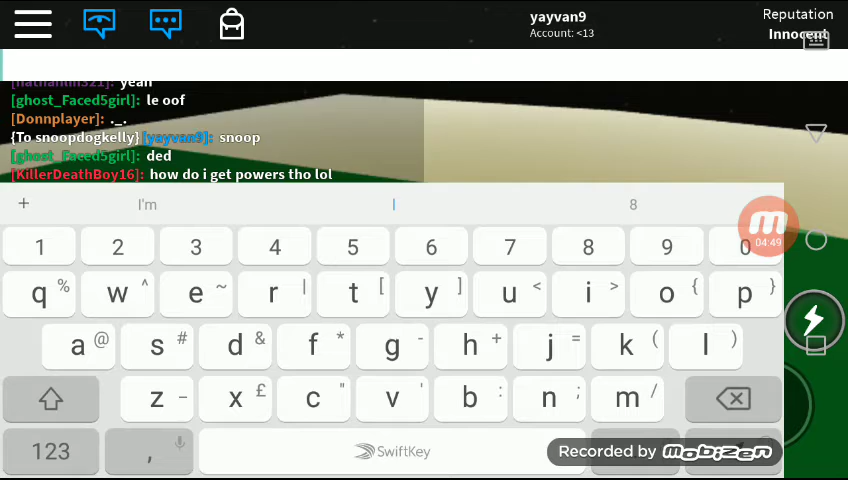 yayvan9
Account: <13
Reputation
Innocent
[nathanlin321]: yeah
[ghost_Faced5girl]: le oof
[Donnplayer]: ._.
{To snoopdogkelly} [yayvan9]: snoop
[ghost_Faced5girl]: ded
[KillerDeathBoy16]: how do i get powers tho lol
+ I'm I 8
04:49
1 2 3 4 5 6 7 8 9 0
q % w ^ e ~ r | t [ y ] u < i > o { p }
a @ s # d & f * g - h + j = k ( l )
z _ x £ c " v ' b : n ; m /
123 , SwiftKey
Recorded by mobizen